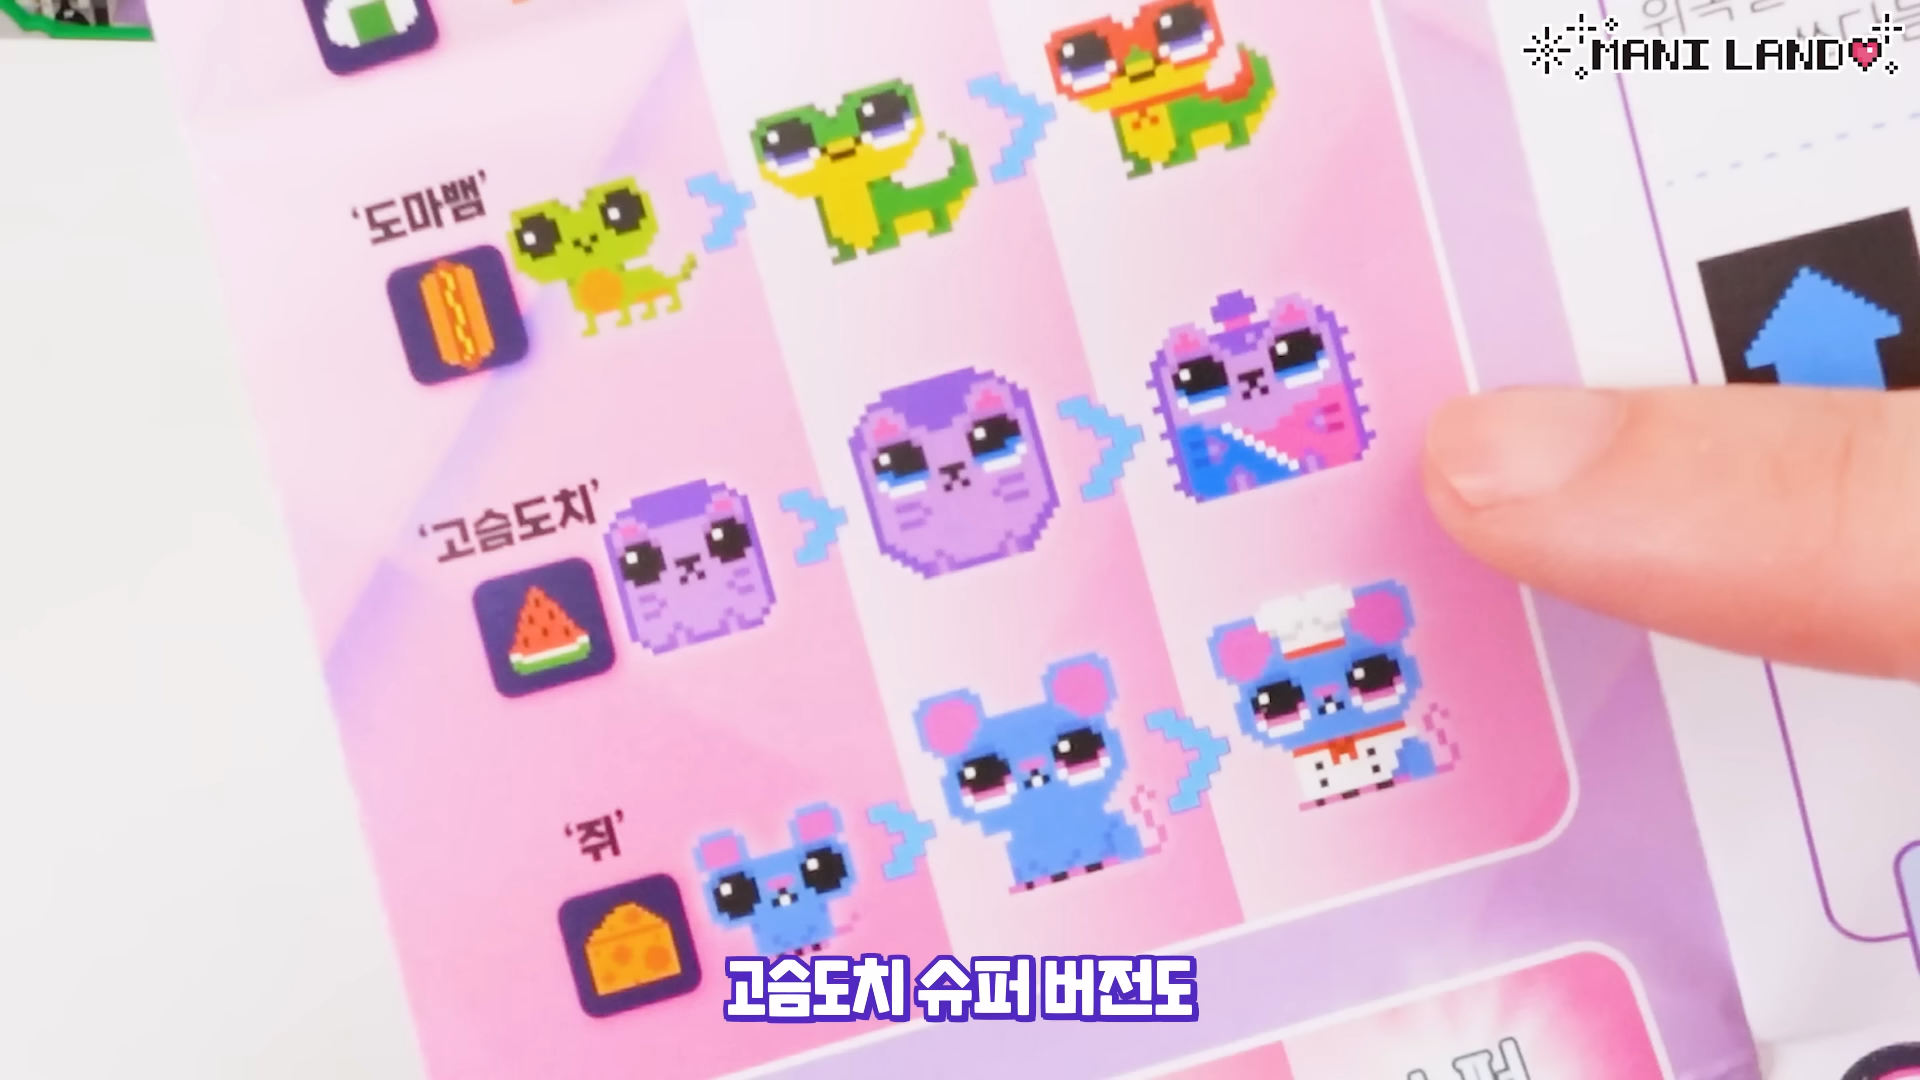 MANI LAND
'도마뱀'
'고슴도치'
'쥐'
고슴도치 슈퍼 버전도